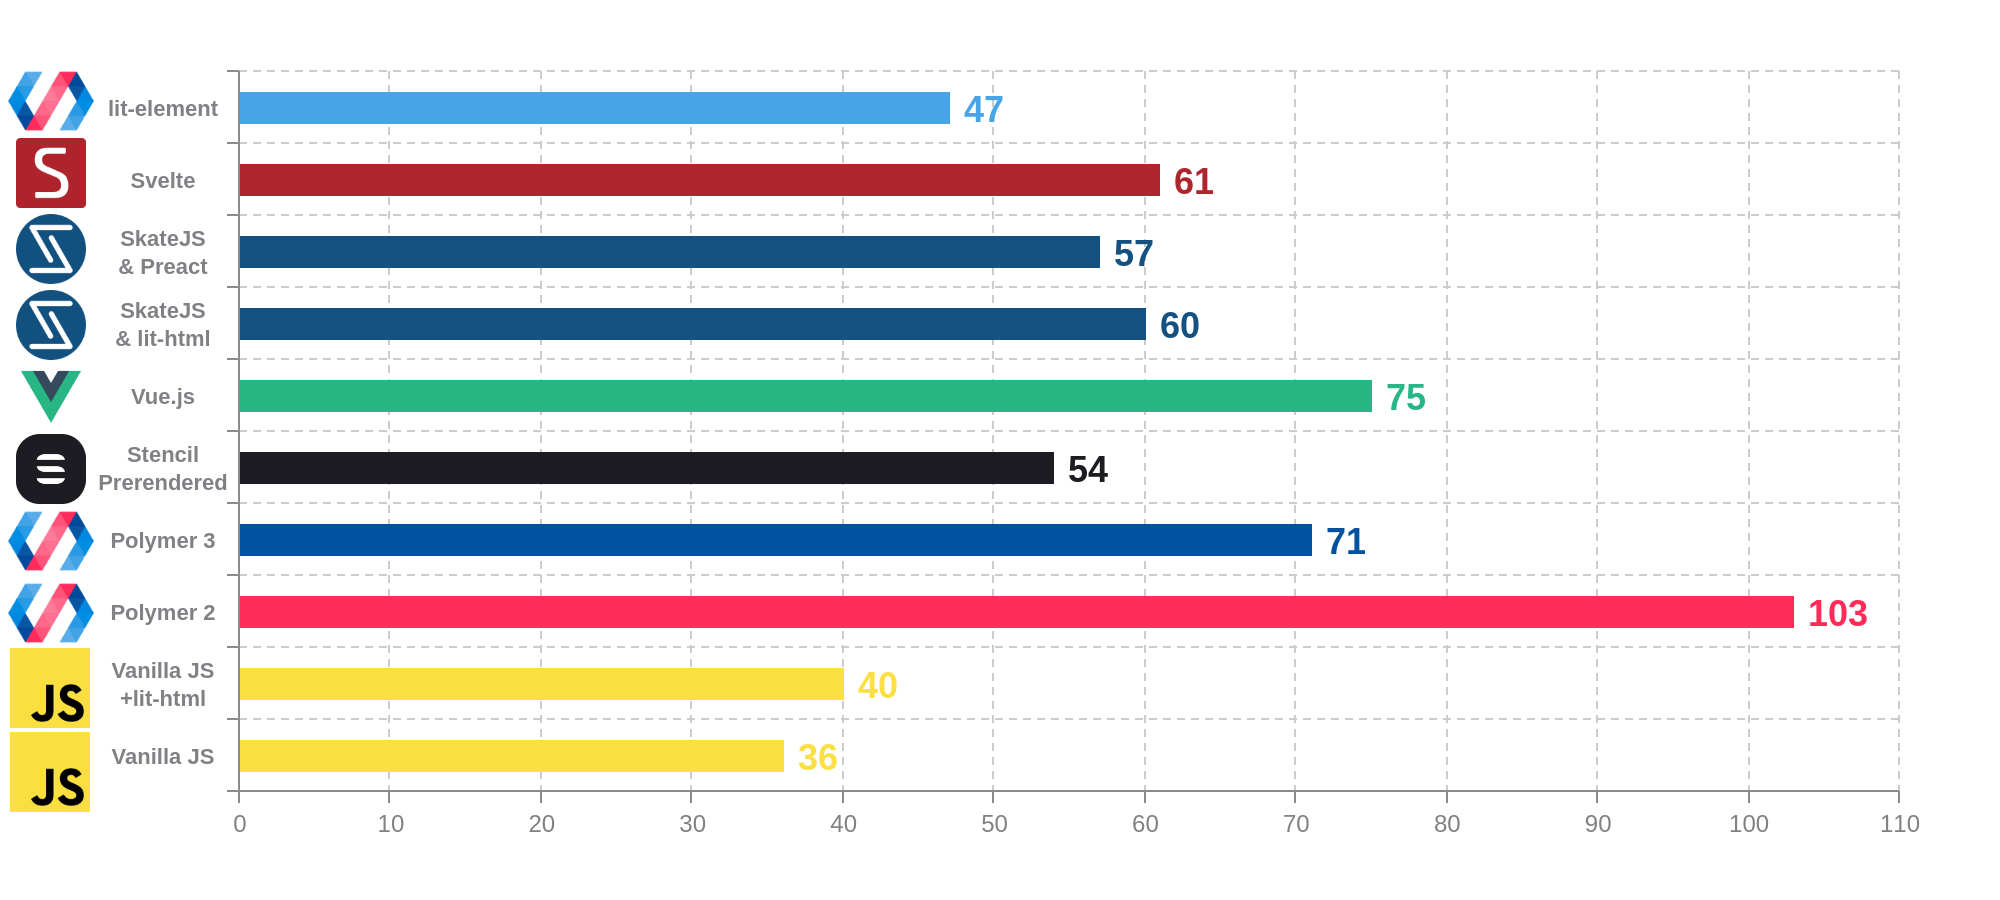 lit-element
47
S
Svelte
61
SkateJS
& Preact
57
SkateJS
& lit-html
60
Vue.js
75
Stencil
Prerendered
54
Polymer 3
71
Polymer 2
103
JS
Vanilla JS
+lit-html
40
JS
Vanilla JS
36
0 10 20 30 40 50 60 70 80 90 100 110